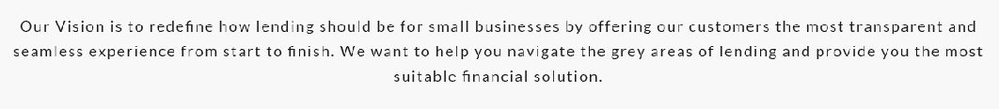 Our Vision is to redefine how lending should be for small businesses by offering our customers the most transparent and
seamless experience from start to finish. We want to help you navigate the grey areas of lending and provide you the most
suitable financial solution.